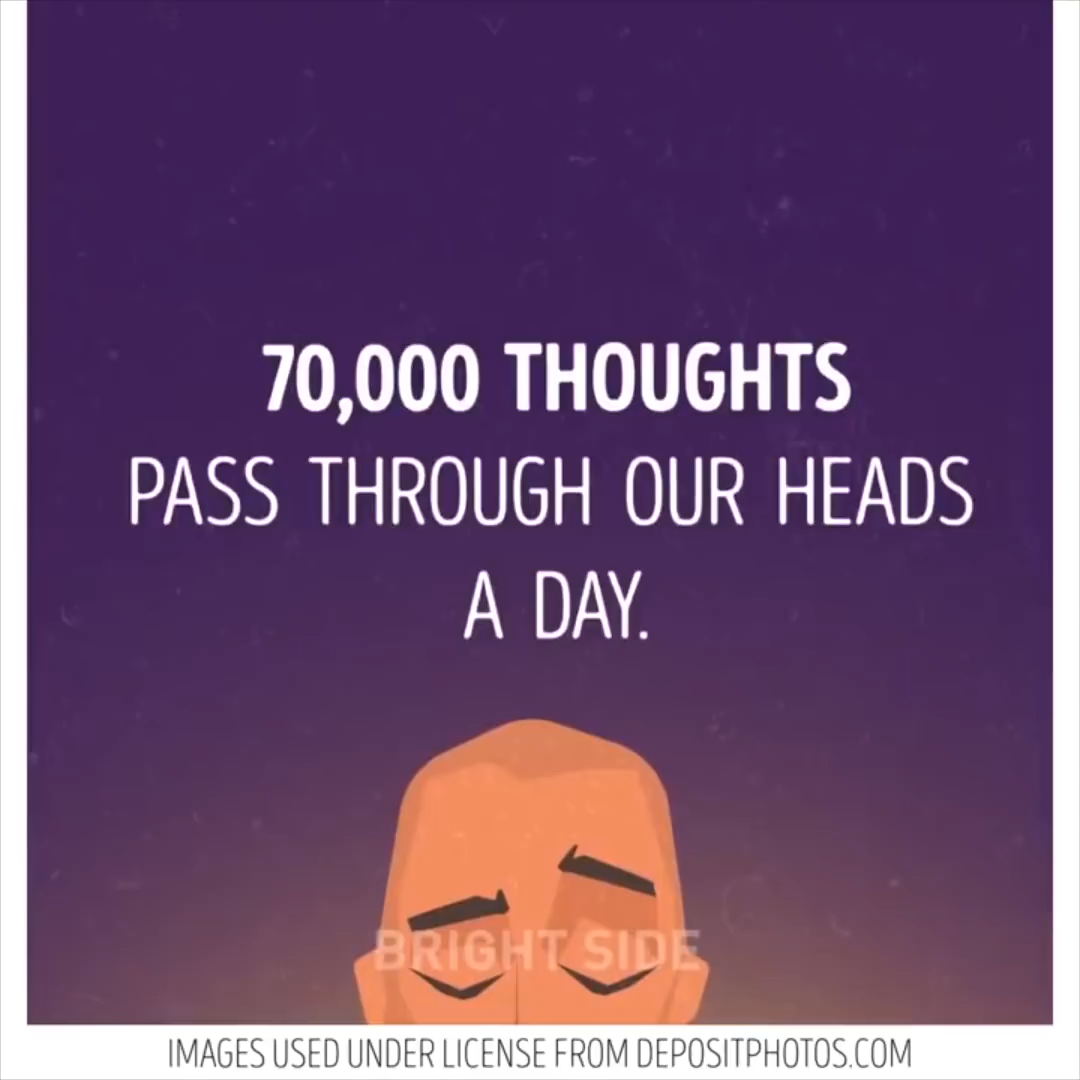 70,000 THOUGHTS
PASS THROUGH OUR HEADS
A DAY.
BRIGHT SIDE
IMAGES USED UNDER LICENSE FROM DEPOSITPHOTOS.COM